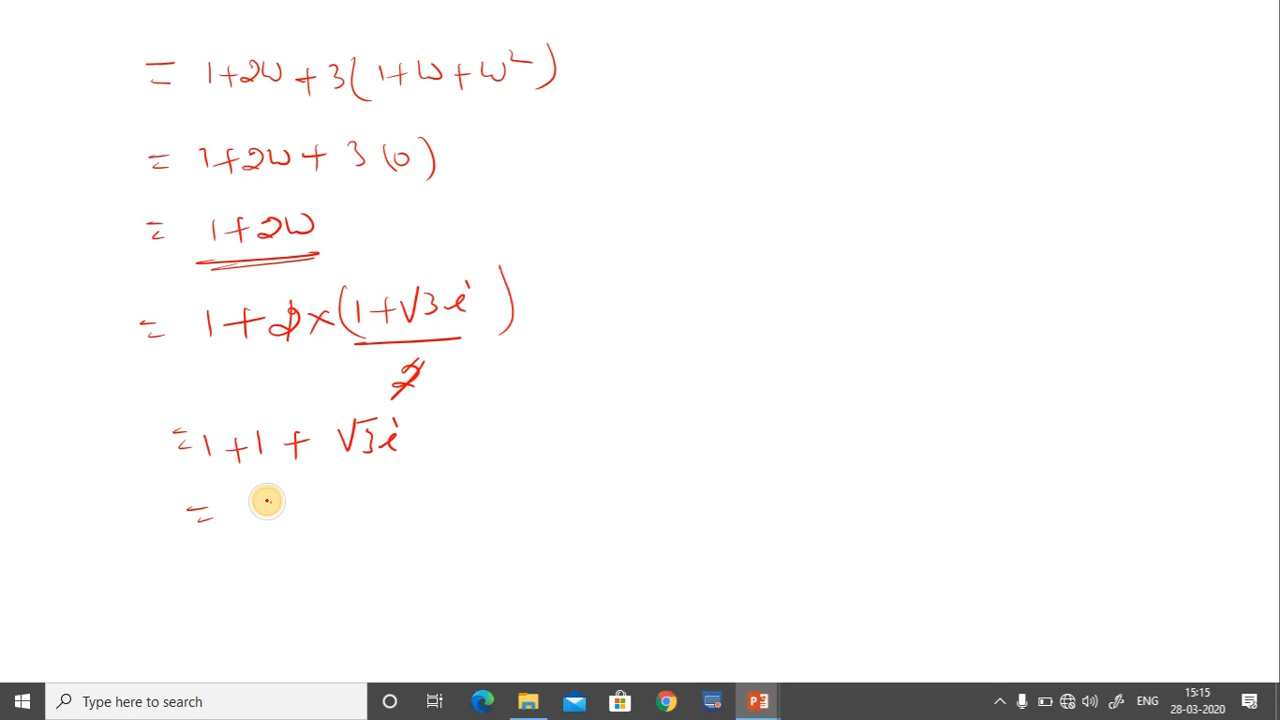 = 1+2ω+3(1+ω+ω²)
= 1+2ω+3(0)
= 1+2ω
= 1+2×(1+√3i)/2
= 1+1+√3i
=
Type here to search
ENG
15:15
28-03-2020